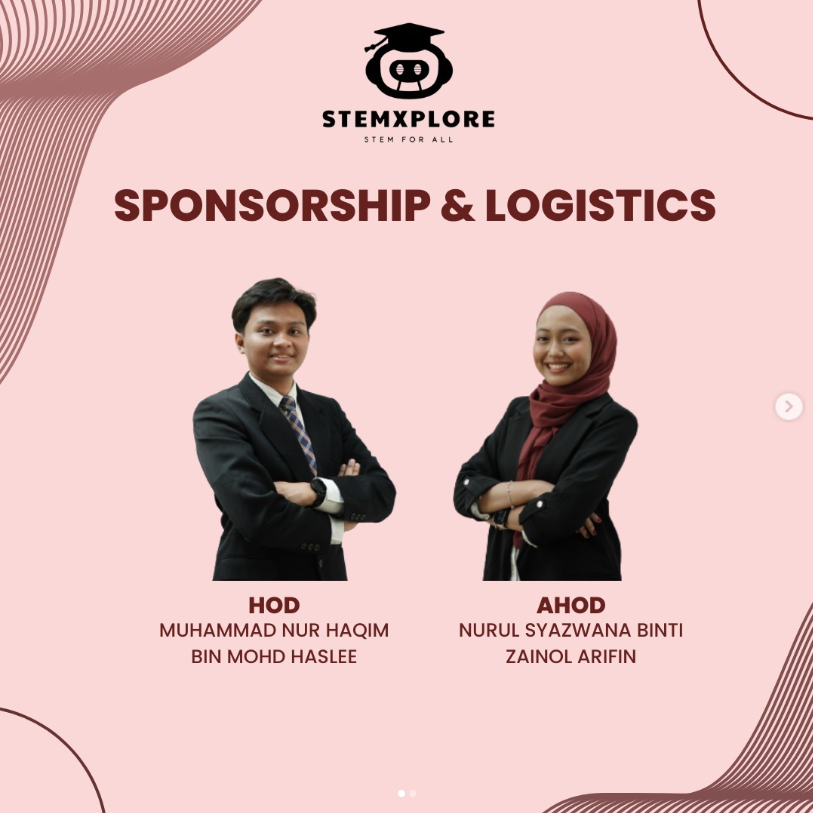 STEMXPLORE
STEM FOR ALL
SPONSORSHIP & LOGISTICS
HOD
MUHAMMAD NUR HAQIM
BIN MOHD HASLEE
AHOD
NURUL SYAZWANA BINTI
ZAINOL ARIFIN